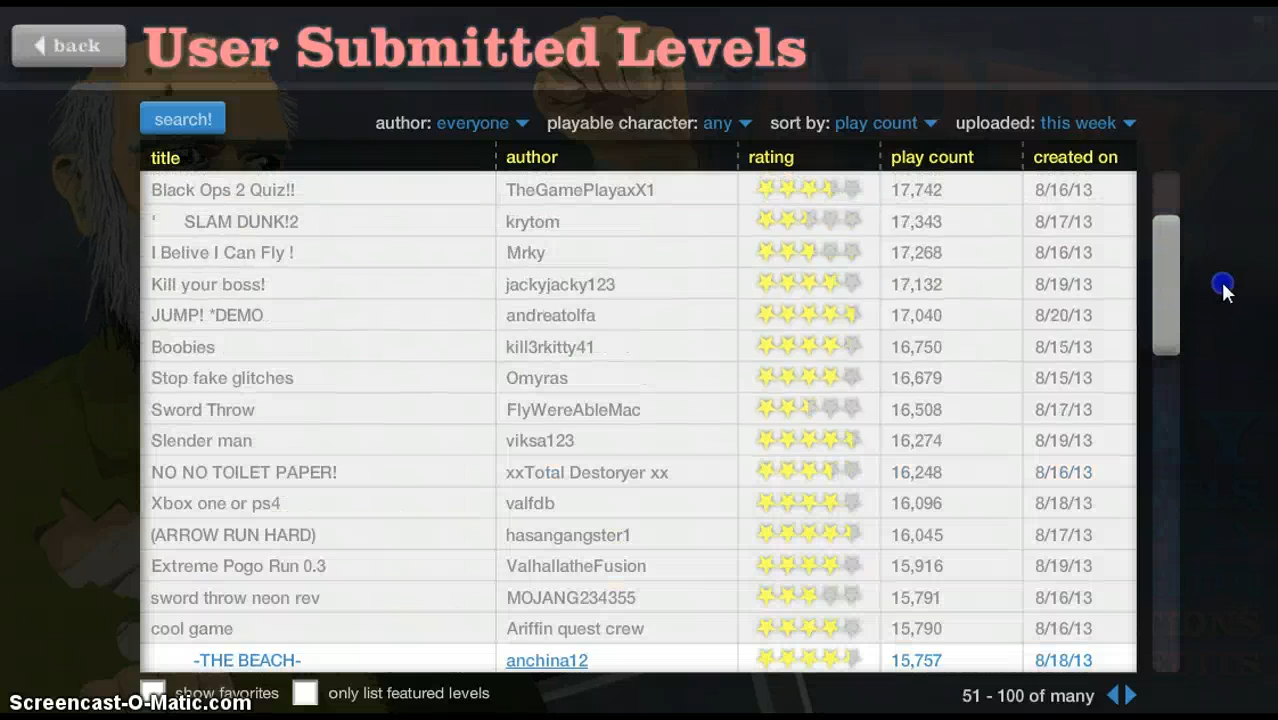 back
User Submitted Levels
search!
author: everyone playable character: any sort by: play count uploaded: this week
title author rating play count created on
Black Ops 2 Quiz!! TheGamePlayaxX1 17,742 8/16/13
' SLAM DUNK!2 krytom 17,343 8/17/13
I Belive I Can Fly ! Mrky 17,268 8/16/13
Kill your boss! jackyjacky123 17,132 8/19/13
JUMP! *DEMO andreatolfa 17,040 8/20/13
Boobies kill3rkitty41 16,750 8/15/13
Stop fake glitches Omyras 16,679 8/15/13
Sword Throw FlyWereAbleMac 16,508 8/17/13
Slender man viksa123 16,274 8/19/13
NO NO TOILET PAPER! xxTotal Destoryer xx 16,248 8/16/13
Xbox one or ps4 valfdb 16,096 8/18/13
(ARROW RUN HARD) hasangangster1 16,045 8/17/13
Extreme Pogo Run 0.3 ValhallatheFusion 15,916 8/19/13
sword throw neon rev MOJANG234355 15,791 8/16/13
cool game Ariffin quest crew 15,790 8/16/13
-THE BEACH- anchina12 15,757 8/18/13
show favorites only list featured levels 51 - 100 of many
Screencast-O-Matic.com